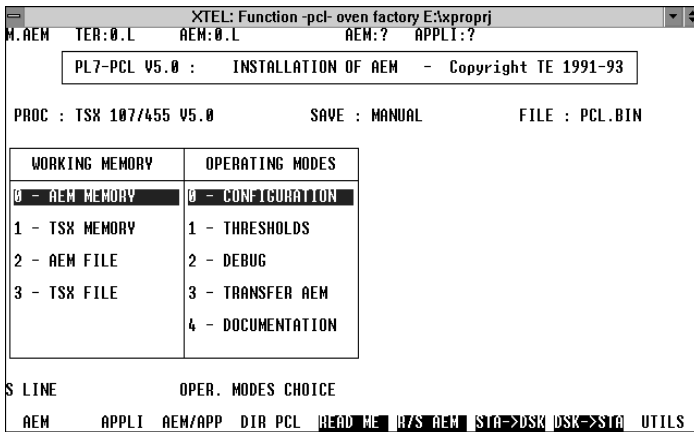 XTEL: Function -pcl- oven factory E:\xproprj
M.AEM TER:0.L AEM:0.L AEM:? APPLI:?
PL7-PCL V5.0 : INSTALLATION OF AEM - Copyright TE 1991-93
PROC : TSX 107/455 V5.0 SAVE : MANUAL FILE : PCL.BIN
WORKING MEMORY OPERATING MODES
0 - AEM MEMORY 0 - CONFIGURATION
1 - TSX MEMORY 1 - THRESHOLDS
2 - AEM FILE 2 - DEBUG
3 - TSX FILE 3 - TRANSFER AEM
4 - DOCUMENTATION
S LINE OPER. MODES CHOICE
AEM APPLI AEM/APP DIR PCL READ ME R/S AEM STA->DSK DSK->STA UTILS